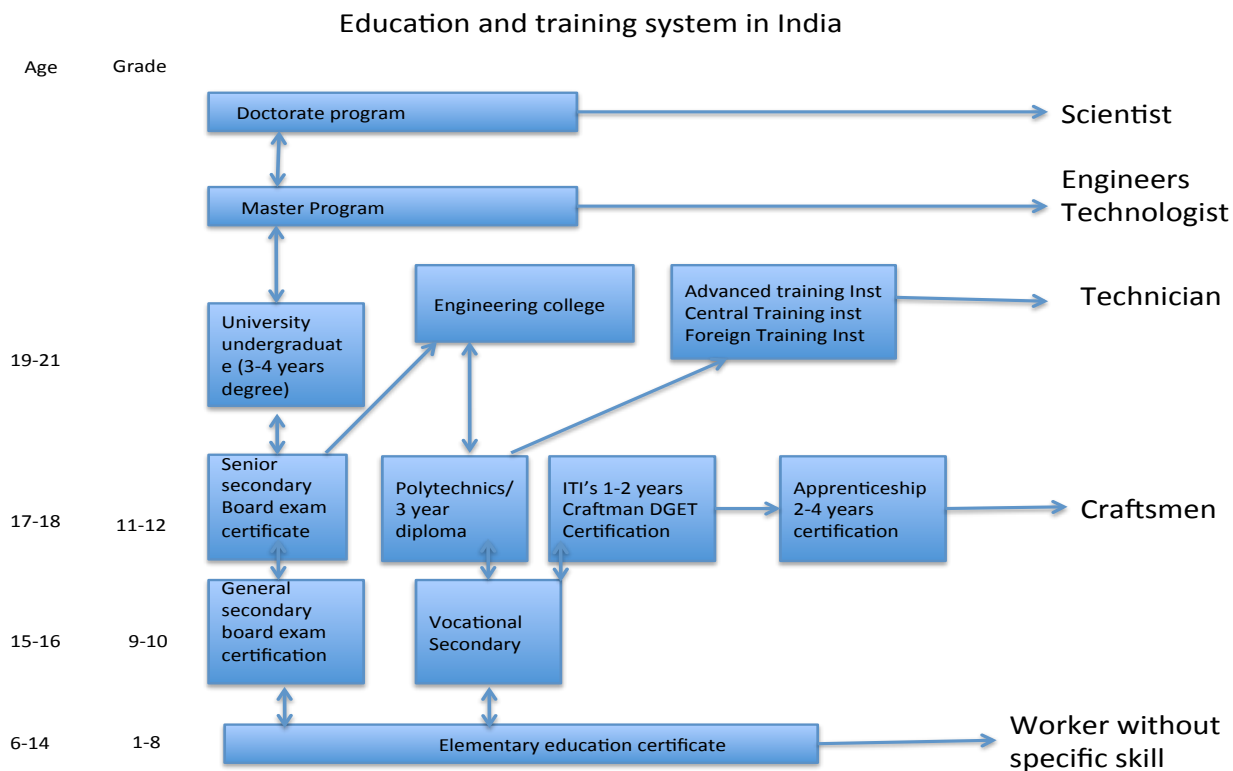 Education and training system in India
Age
Grade
Doctorate program
Scientist
Master Program
Engineers
Technologist
University
undergraduat
e (3-4 years
degree)
Engineering college
Advanced training Inst
Central Training inst
Foreign Training Inst
Technician
19-21
Senior
secondary
Board exam
certificate
Polytechnics/
3 year
diploma
ITI's 1-2 years
Craftman DGET
Certification
Apprenticeship
2-4 years
certification
Craftsmen
17-18
11-12
General
secondary
board exam
certification
Vocational
Secondary
15-16
9-10
6-14
1-8
Elementary education certificate
Worker without
specific skill